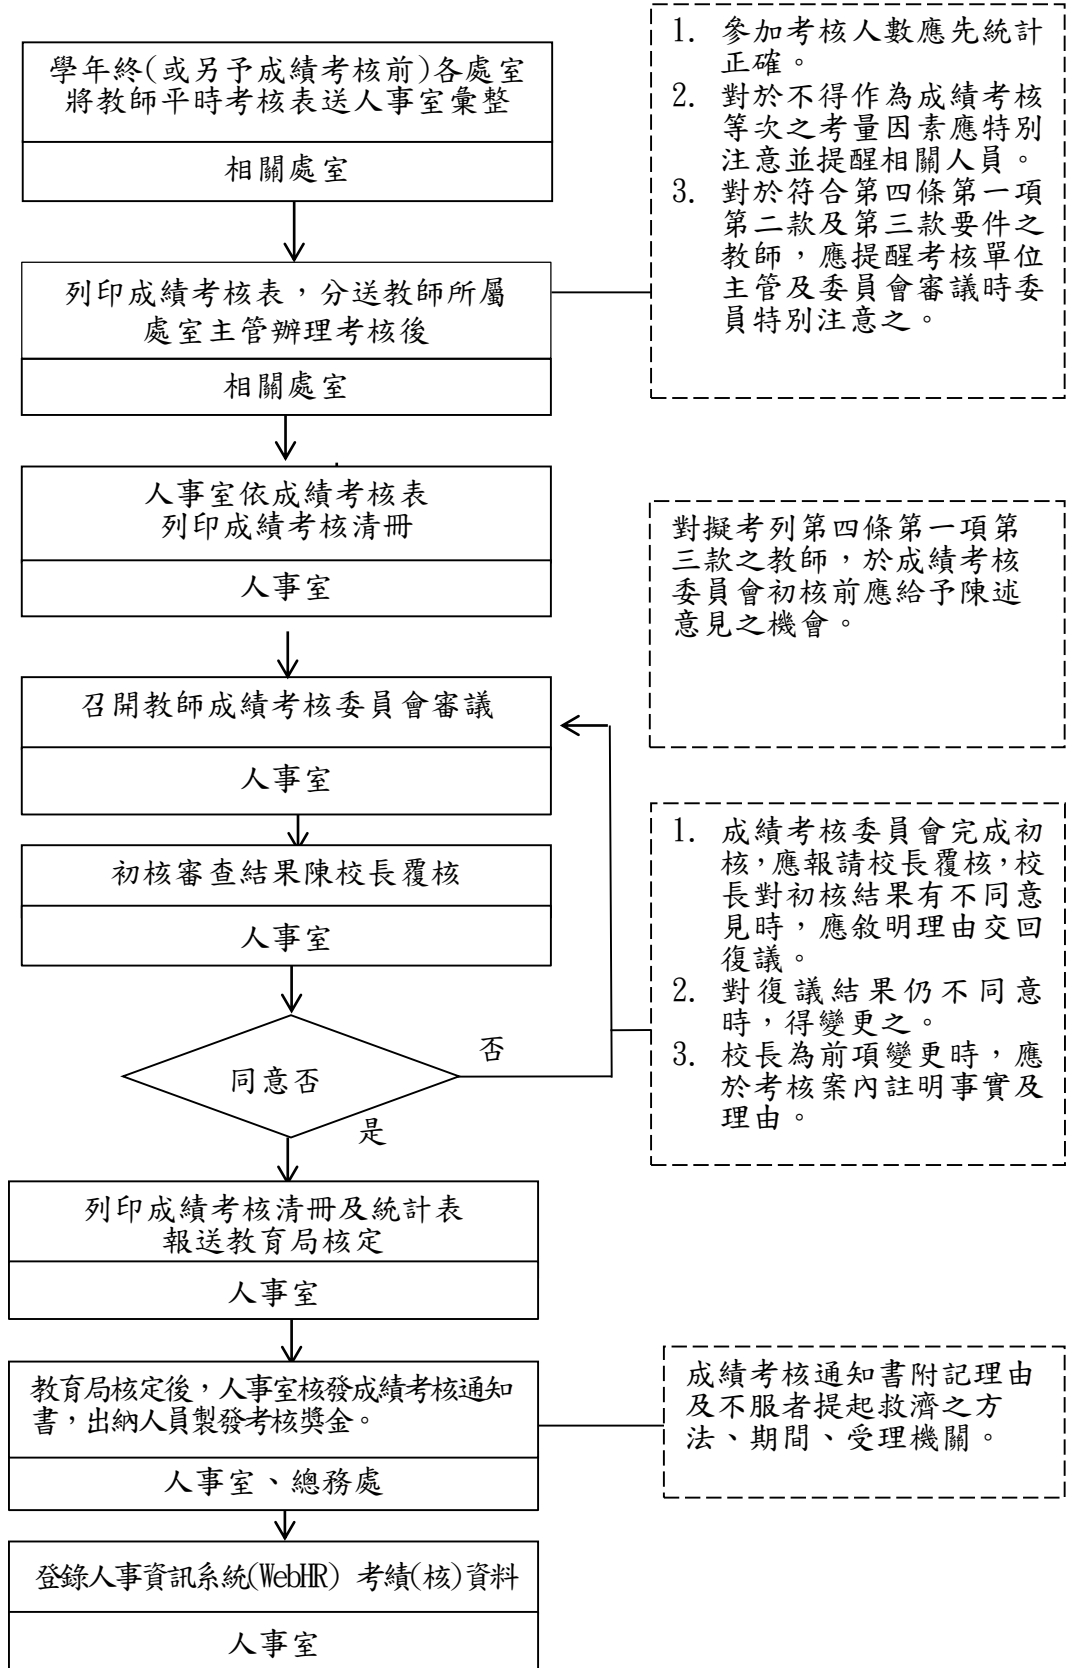 學年終(或另予成績考核前)各處室
將教師平時考核表送人事室彙整
相關處室
1. 參加考核人數應先統計
正確。
2. 對於不得作為成績考核
等次之考量因素應特別
注意並提醒相關人員。
3. 對於符合第四條第一項
第二款及第三款要件之
教師，應提醒考核單位
主管及委員會審議時委
員特別注意之。
列印成績考核表，分送教師所屬
處室主管辦理考核後
相關處室
人事室依成績考核表
列印成績考核清冊
人事室
對擬考列第四條第一項第
三款之教師，於成績考核
委員會初核前應給予陳述
意見之機會。
召開教師成績考核委員會審議
人事室
初核審查結果陳校長覆核
人事室
1. 成績考核委員會完成初
核，應報請校長覆核，校
長對初核結果有不同意
見時，應敘明理由交回
復議。
2. 對復議結果仍不同意
時，得變更之。
3. 校長為前項變更時，應
於考核案內註明事實及
理由。
同意否
否
是
列印成績考核清冊及統計表
報送教育局核定
人事室
教育局核定後，人事室核發成績考核通知
書，出納人員製發考核獎金。
人事室、總務處
成績考核通知書附記理由
及不服者提起救濟之方
法、期間、受理機關。
登錄人事資訊系統(WebHR) 考績(核)資料
人事室